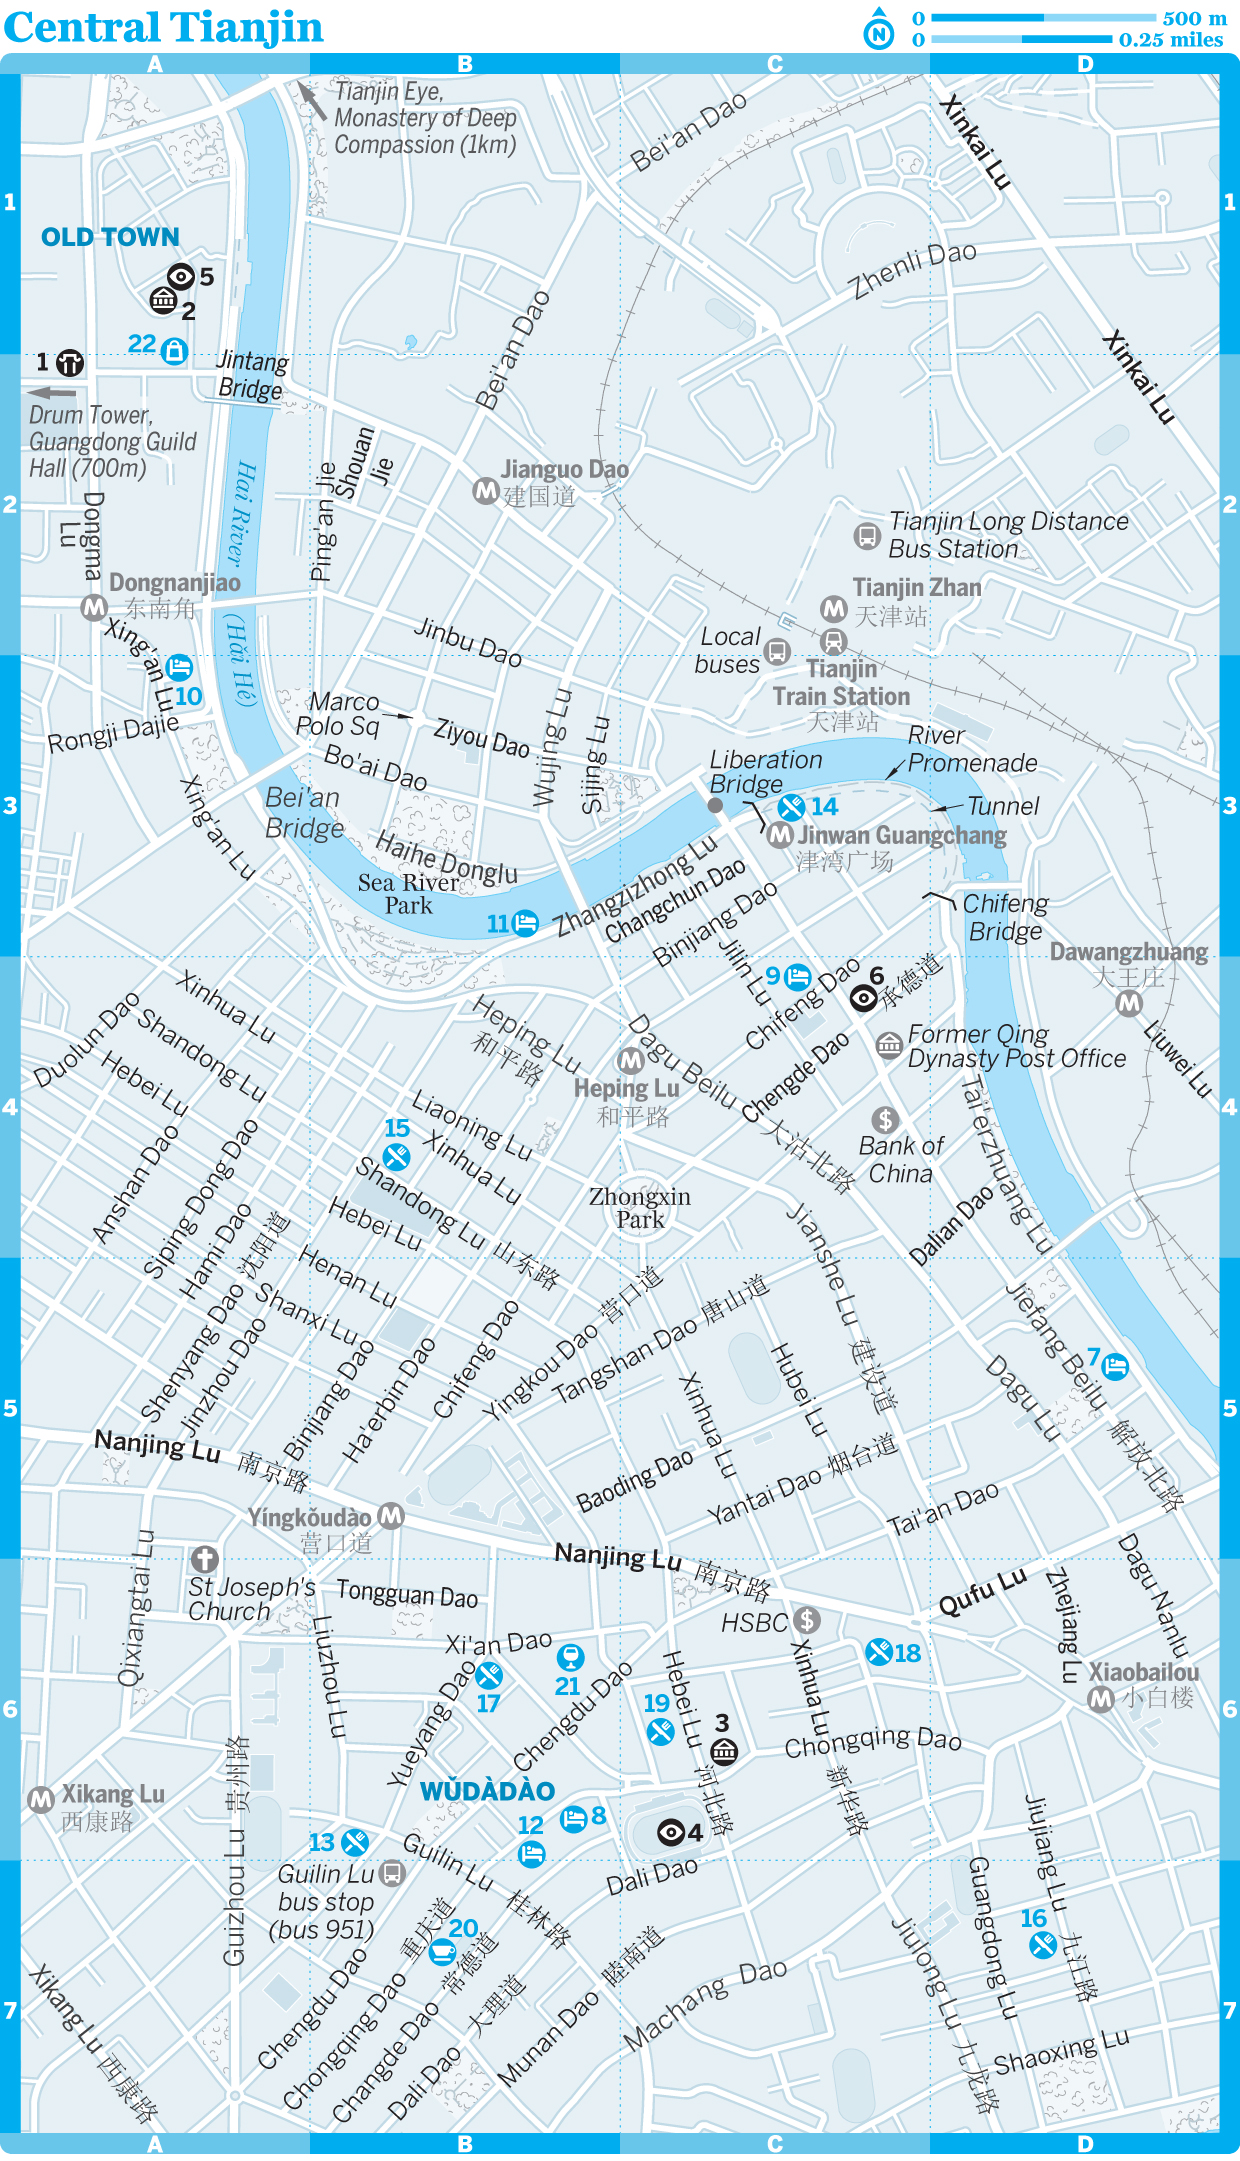 Central Tianjin
N
0 500 m
0 0.25 miles
A B C D
Tianjin Eye,
Monastery of Deep
Compassion (1km)
Bei'an Dao
Xinkai Lu
1
1
OLD TOWN
Zhenli Dao
5
2
22
Bei'an Dao
Xinkai Lu
1
Jintang
Bridge
Drum Tower,
Guangdong Guild
Hall (700m)
Shouan
Jie
Ping'an Jie
Jianguo Dao
建国道
Hai River (Hǎi Hé)
2
2
Dongma
Lu
Tianjin Long Distance
Bus Station
Dongnanjiao
东南角
M
Tianjin Zhan
天津站
Xing'an Lu
Jinbu Dao
Local
buses
Tianjin
Train Station
天津站
10
Rongji Dajie
Marco
Polo Sq
Ziyou Dao
Wujing Lu
Sijing Lu
River
Promenade
Bo'ai Dao
Liberation
Bridge
Xing'an Lu
Bei'an
Bridge
3
14
Tunnel
3
Jinwan Guangchang
津湾广场
Haihe Donglu
Sea River
Park
Zhangzizhong Lu
Changchun Dao
Binjiang Dao
Chifeng
Bridge
11
Jilin Lu
9
6
承德道
Chifeng Dao
Dawangzhuang
大王庄
Xinhua Lu
Duolun Dao
Shandong Lu
Heping Lu
和平路
Dagu Beilu
大沽北路
Chengde Dao
Former Qing
Dynasty Post Office
Liuwei Lu
Hebei Lu
Heping Lu
和平路
Liaoning Lu
4
4
15
Xinhua Lu
Tai'erzhuang Lu
Bank of
China
Anshan Dao
Siping Dong Dao
Shandong Lu 山东路
Zhongxin
Park
Hami Dao
Hebei Lu
Dalian Dao
Jianshe Lu 建设道
Shenyang Dao 沈阳道
Henan Lu
Shanxi Lu
Jinzhou Dao
Yingkou Dao 营口道
Tangshan Dao 唐山道
Jiefang Beilu 解放北路
Binjiang Dao
Ha'erbin Dao
Chifeng Dao
Hubei Lu
Dagu Lu
7
5
5
Xinhua Lu
Nanjing Lu 南京路
Baoding Dao
Yantai Dao 烟台道
Tai'an Dao
Yíngkǒudào
营口道
Qixiangtai Lu
St Joseph's
Church
Tongguan Dao
Nanjing Lu 南京路
Qufu Lu
Dagu Nanlu
Zhejiang Lu
Liuzhou Lu
Xi'an Dao
HSBC
18
Xiaobailou
小白楼
17
21
Yueyang Dao
Chengdu Dao
Hebei Lu 河北路
Xinhua Lu 新华路
19
3
6
6
Chongqing Dao
Xikang Lu
西康路
Guizhou Lu 贵州路
WǓDÀDÀO
12
8
4
13
Guilin Lu 桂林路
Jiujiang Lu 九江路
Guilin Lu
bus stop
(bus 951)
Dali Dao
Guangdong Lu
16
20
Jiulong Lu 九龙路
Chengdu Dao
Chongqing Dao 重庆道
Changde Dao 常德道
Dali Dao 大理道
Munan Dao 睦南道
Machang Dao
7
7
Xikang Lu 西康路
Shaoxing Lu
A B C D